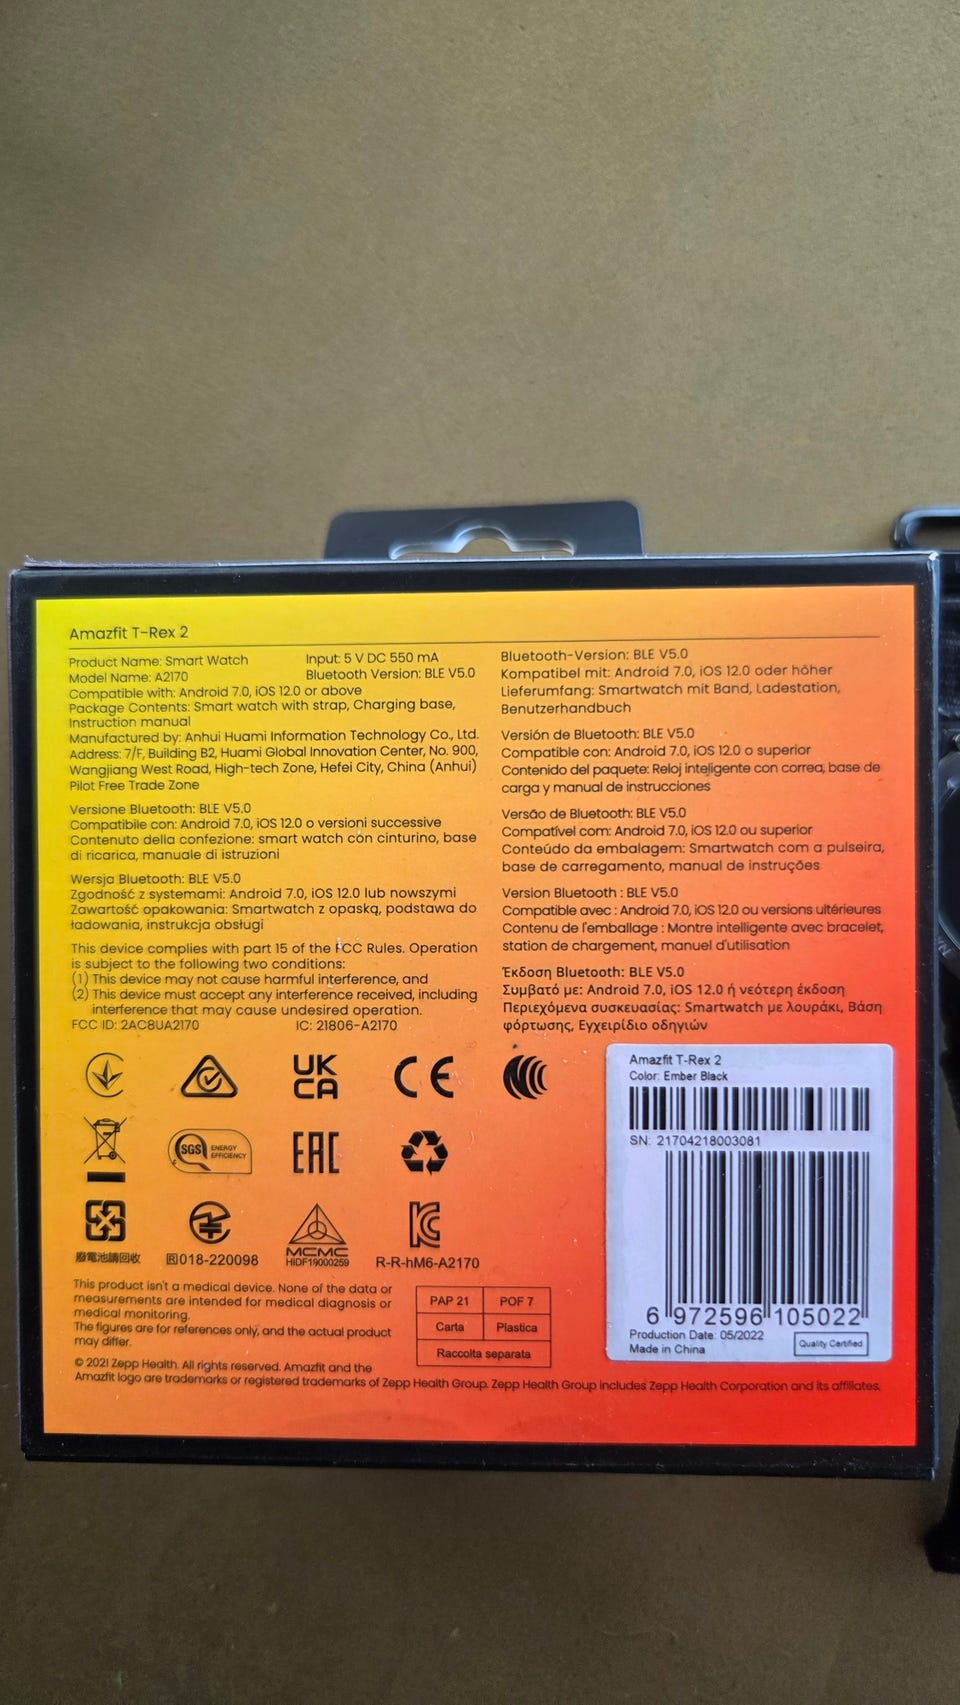 Amazfit T-Rex 2
Product Name: Smart Watch
Input: 5 V DC 550 mA
Model Name: A2170
Bluetooth Version: BLE V5.0
Compatible with: Android 7.0, iOS 12.0 or above
Package Contents: Smart watch with strap, Charging base,
Instruction manual
Manufactured by: Anhui Huami Information Technology Co., Ltd.
Address: 7/F, Building B2, Huami Global Innovation Center, No. 900,
Wangjiang West Road, High-tech Zone, Hefei City, China (Anhui)
Pilot Free Trade Zone
Versione Bluetooth: BLE V5.0
Compatibile con: Android 7.0, iOS 12.0 o versioni successive
Contenuto della confezione: smart watch con cinturino, base
di ricarica, manuale di istruzioni
Wersja Bluetooth: BLE V5.0
Zgodność z systemami: Android 7.0, iOS 12.0 lub nowszymi
Zawartość opakowania: Smartwatch z opaską, podstawa do
ładowania, instrukcja obsługi
This device complies with part 15 of the FCC Rules. Operation
is subject to the following two conditions:
(1) This device may not cause harmful interference, and
(2) This device must accept any interference received, including
interference that may cause undesired operation.
FCC ID: 2AC8UA2170
IC: 21806-A2170
Bluetooth-Version: BLE V5.0
Kompatibel mit: Android 7.0, iOS 12.0 oder höher
Lieferumfang: Smartwatch mit Band, Ladestation,
Benutzerhandbuch
Versión de Bluetooth: BLE V5.0
Compatible con: Android 7.0, iOS 12.0 o superior
Contenido del paquete: Reloj inteligente con correa, base de
carga y manual de instrucciones
Versão de Bluetooth: BLE V5.0
Compatível com: Android 7.0, iOS 12.0 ou superior
Conteúdo da embalagem: Smartwatch com a pulseira,
base de carregamento, manual de instruções
Version Bluetooth : BLE V5.0
Compatible avec : Android 7.0, iOS 12.0 ou versions ultérieures
Contenu de l'emballage : Montre intelligente avec bracelet,
station de chargement, manuel d'utilisation
Έκδοση Bluetooth: BLE V5.0
Συμβατό με: Android 7.0, iOS 12.0 ή νεότερη έκδοση
Περιεχόμενα συσκευασίας: Smartwatch με λουράκι, Βάση
φόρτωσης, Εγχειρίδιο οδηγιών
UK
CA
CE
SGS ENERGY
EFFICIENCY
EAC
廢電池請回收
R 018-220098
MCMC
HIDF19000259
R-R-hM6-A2170
This product isn't a medical device. None of the data or
measurements are intended for medical diagnosis or
medical monitoring.
The figures are for references only, and the actual product
may differ.
© 2021 Zepp Health. All rights reserved. Amazfit and the
Amazfit logo are trademarks or registered trademarks of Zepp Health Group. Zepp Health Group includes Zepp Health Corporation and its affiliates.
PAP 21 POF 7
Carta Plastica
Raccolta separata
Amazfit T-Rex 2
Color: Ember Black
SN: 21704218003081
6 972596 105022
Production Date: 05/2022
Made in China
Quality Certified